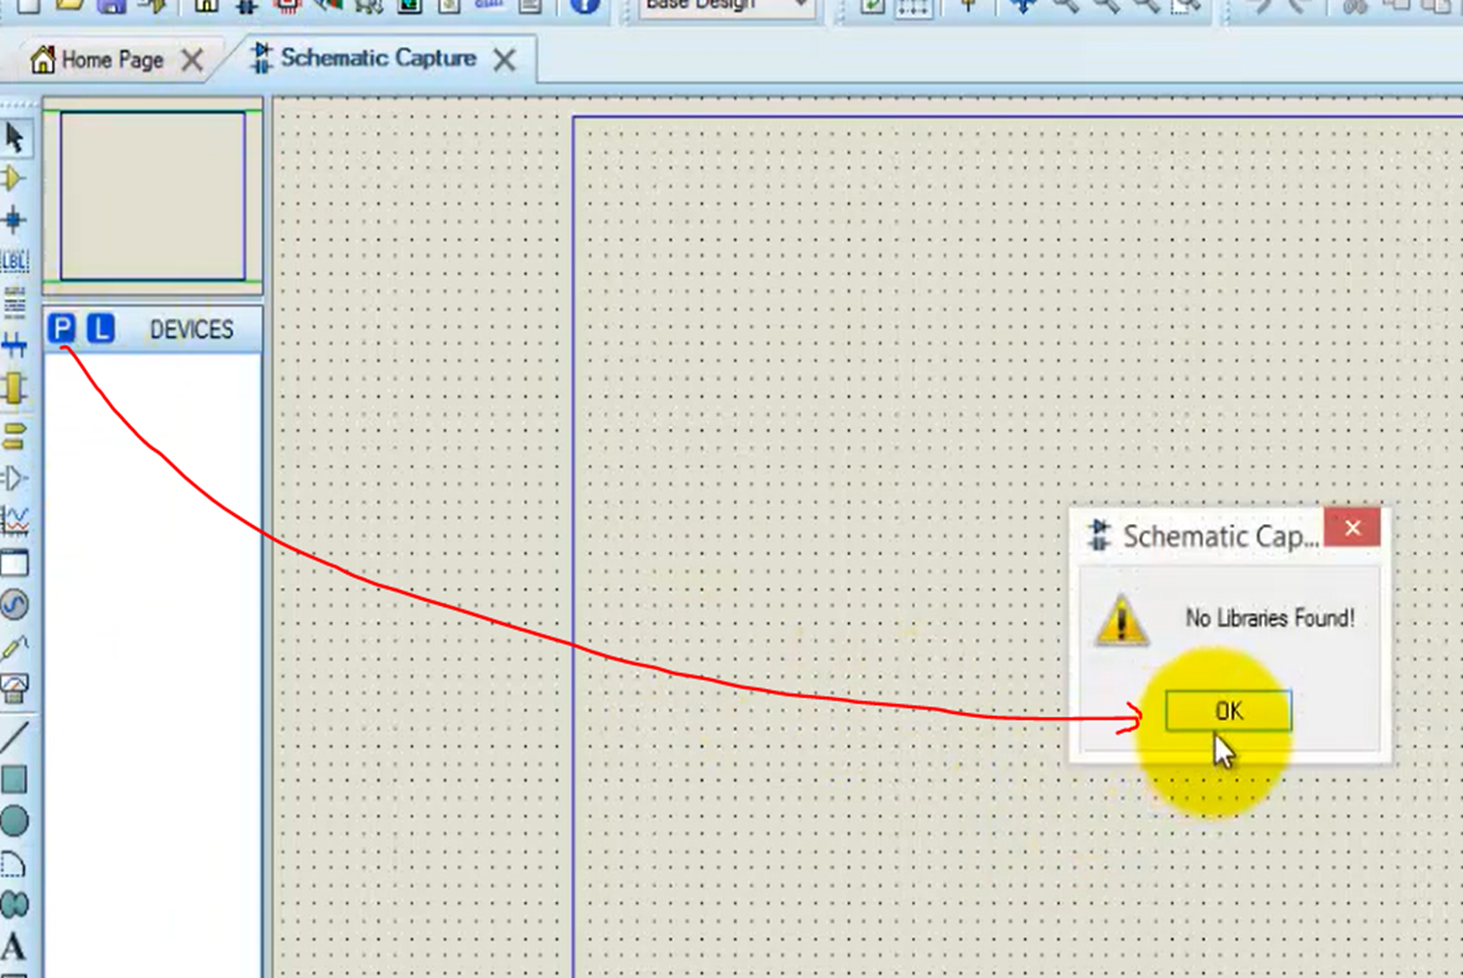 Base Design
Home Page
Schematic Capture
LBL
P L DEVICES
Schematic Cap...
No Libraries Found!
OK
A